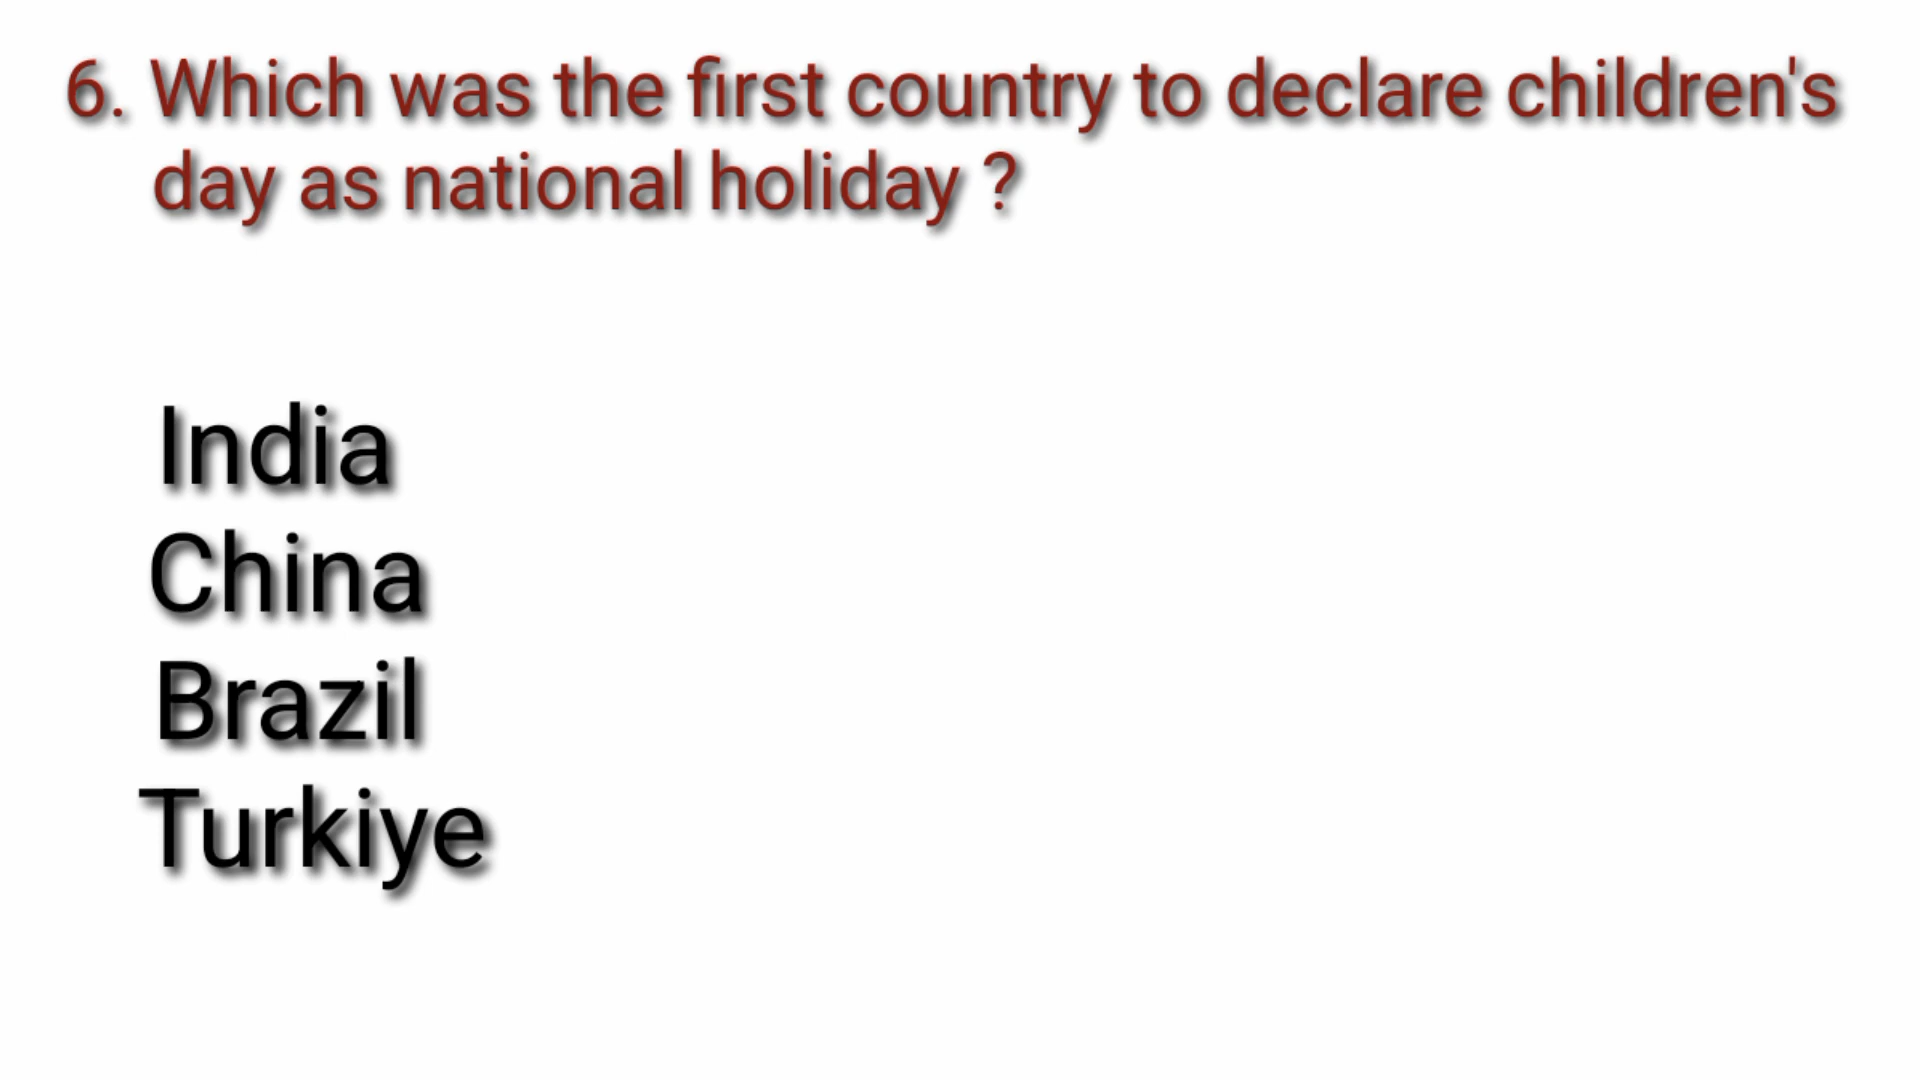 6. Which was the first country to declare children's
day as national holiday ?
India
China
Brazil
Turkiye